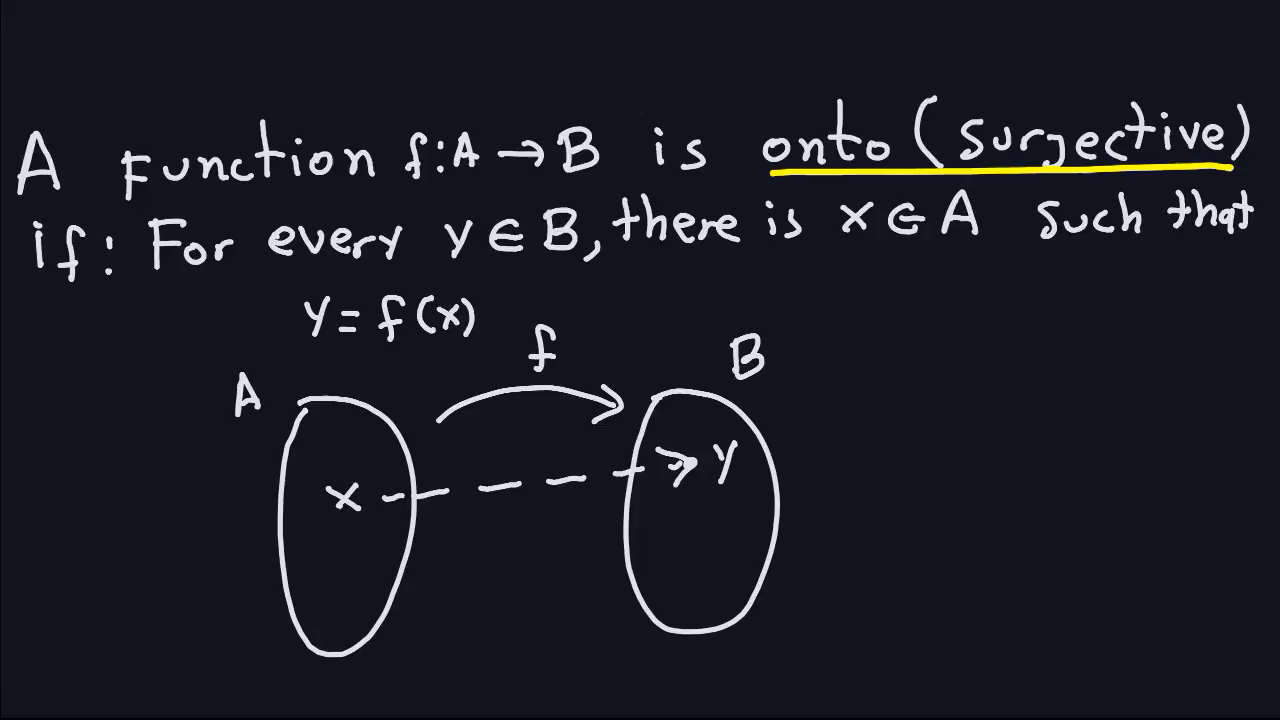 A Function f:A→B is onto (surjective)
if: For every y∈B, there is x∈A such that
y=f(x)
f
A
B
x
y